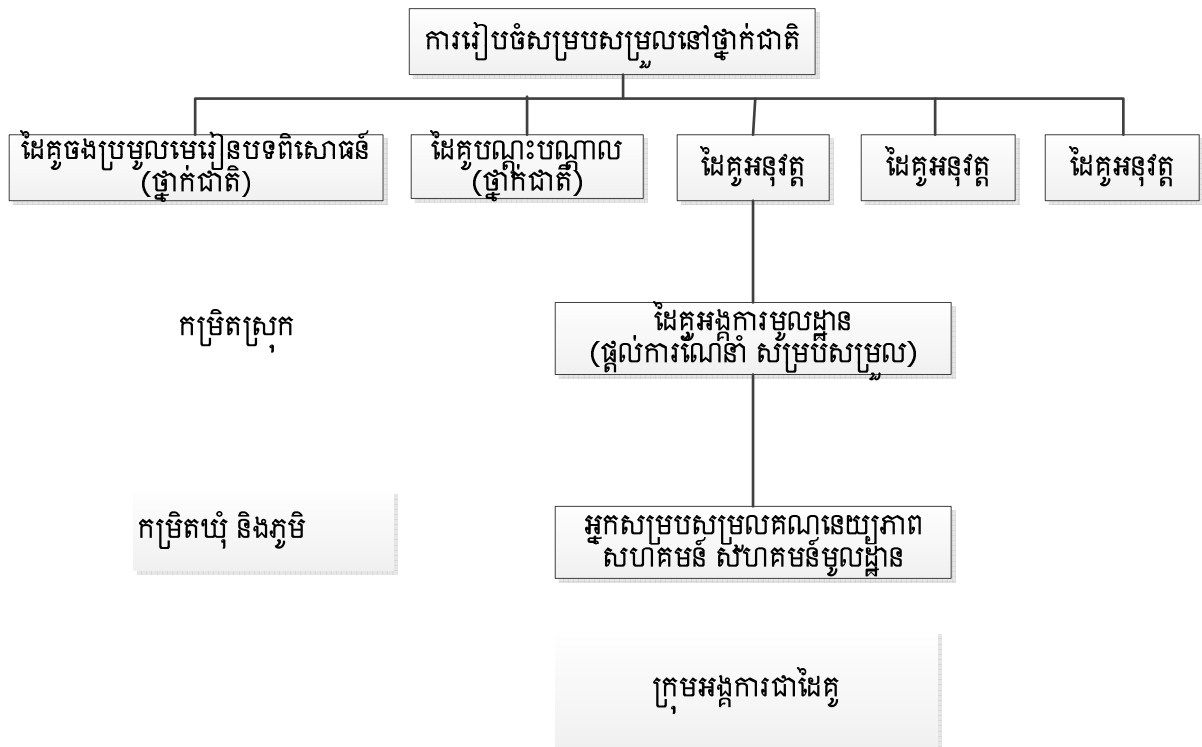 ការរៀបចំសម្របសម្រួលនៅថ្នាក់ជាតិ
ដៃគូចងប្រមូលមេរៀនបទពិសោធន៍
(ថ្នាក់ជាតិ)
ដៃគូបណ្តុះបណ្តាល
(ថ្នាក់ជាតិ)
ដៃគូអនុវត្ត
ដៃគូអនុវត្ត
ដៃគូអនុវត្ត
កម្រិតស្រុក
ដៃគូអង្គការមូលដ្ឋាន
(ផ្តល់ការណែនាំ សម្របសម្រួល)
កម្រិតឃុំ និងភូមិ
អ្នកសម្របសម្រួលគណនេយ្យភាព
សហគមន៍ សហគមន៍មូលដ្ឋាន
ក្រុមអង្គការជាដៃគូ